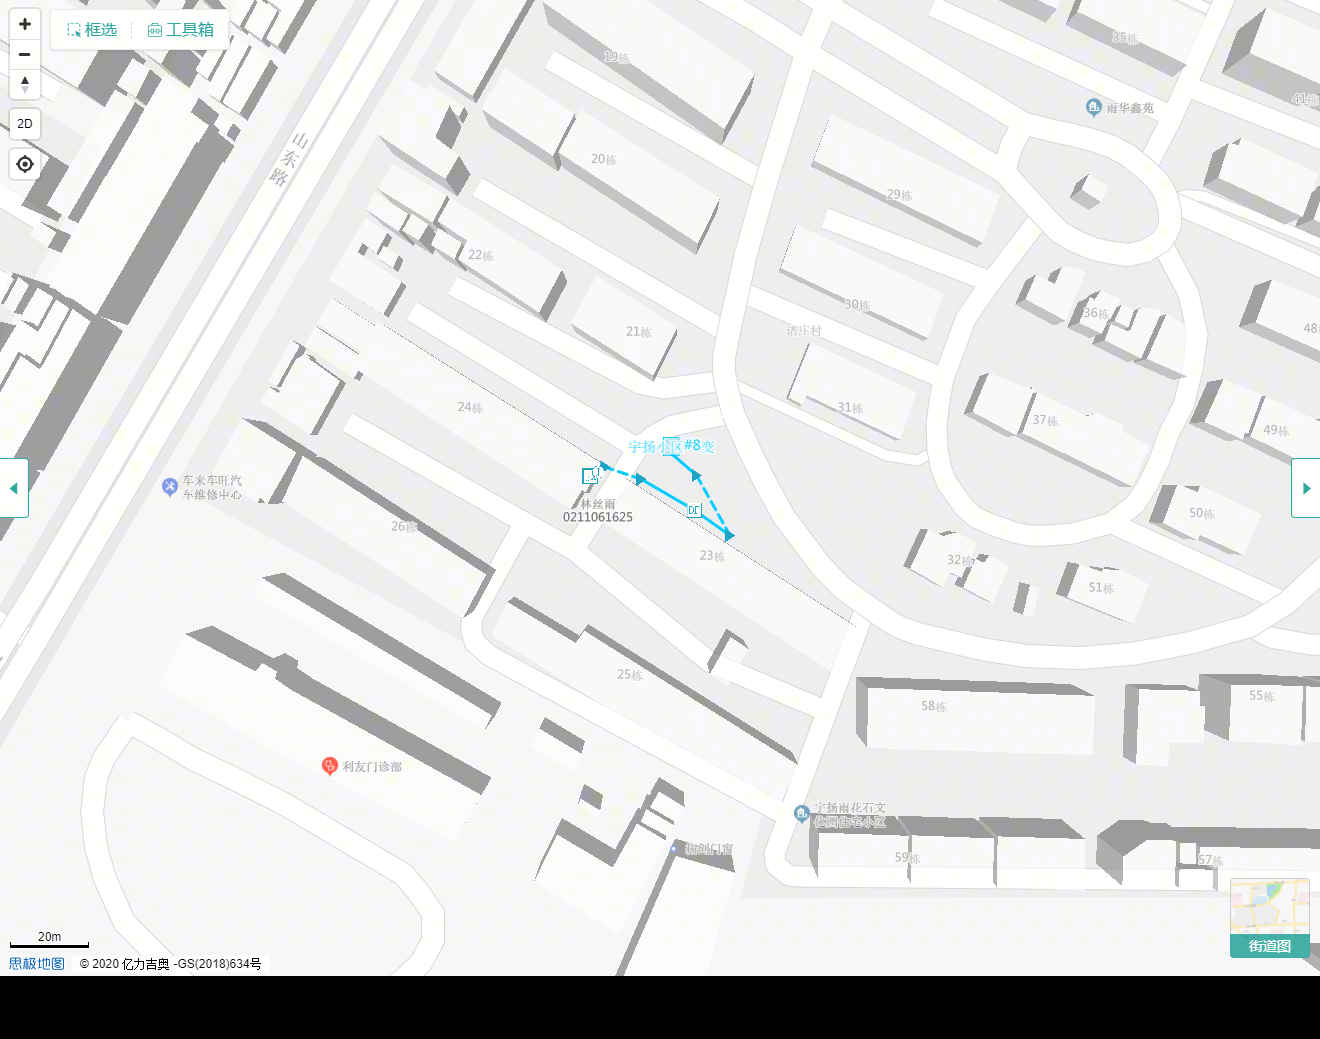 框选
工具箱
2D
山东路
19栋
35栋
41栋
雨华鑫苑
20栋
29栋
22栋
30栋
36栋
21栋
诸庄村
48
24栋
31栋
37栋
49栋
宇扬小区#8变
车来车旺汽
车维修中心
林丝雨
0211061625
50栋
26栋
23栋
32栋
51栋
25栋
58栋
55栋
利友门诊部
宇扬雨花石文
化园住宅小区
59栋
57栋
20m
街道图
思极地图
© 2020 亿力吉奥 -GS(2018)634号